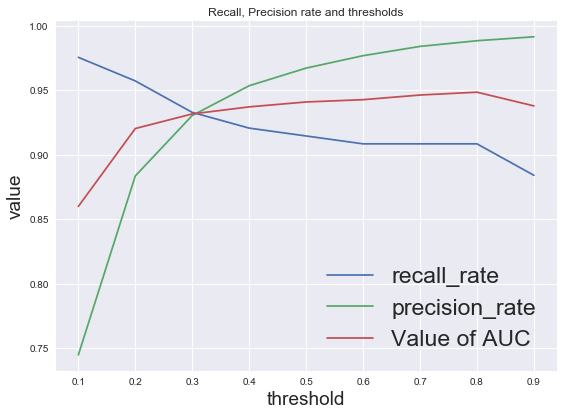 Recall, Precision rate and thresholds
1.00
0.95
0.90
0.85
0.80
0.75
value
recall_rate
precision_rate
Value of AUC
0.1 0.2 0.3 0.4 0.5 0.6 0.7 0.8 0.9
threshold